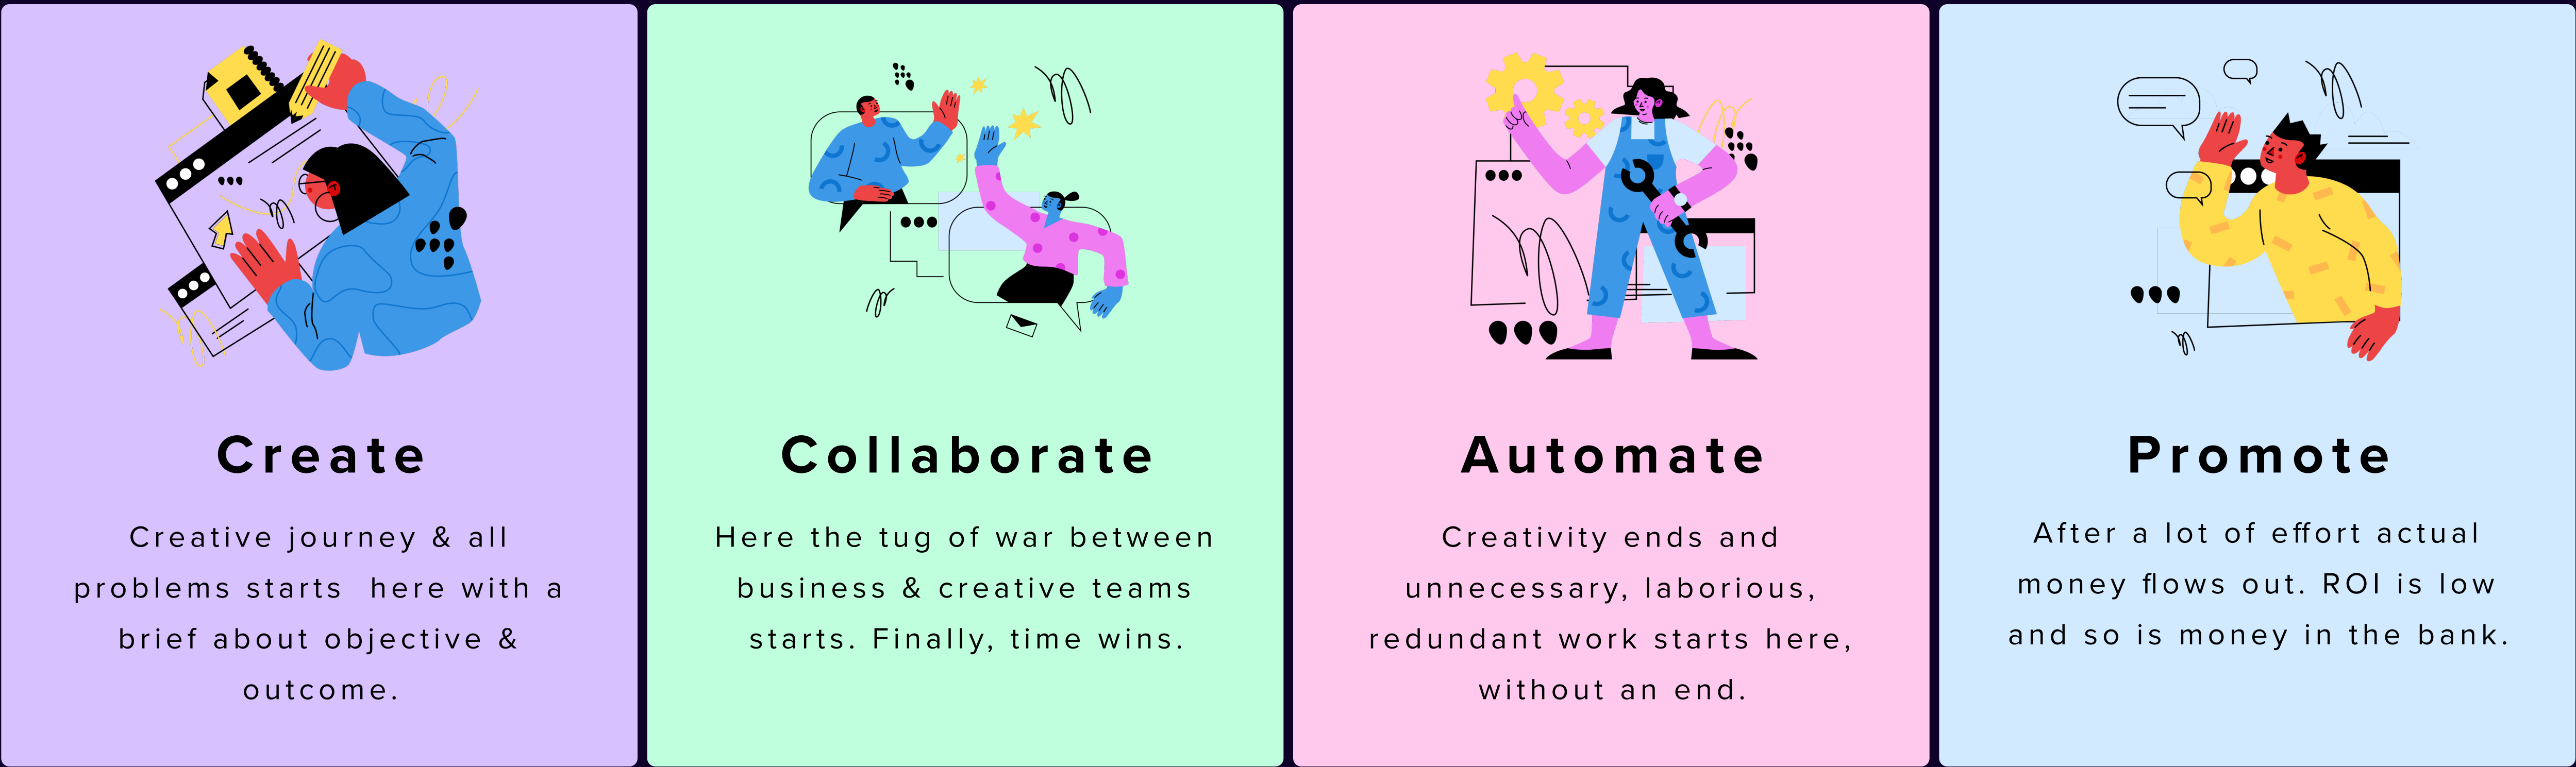 Create
Creative journey & all
problems starts  here with a
brief about objective &
outcome.
Collaborate
Here the tug of war between
business & creative teams
starts. Finally, time wins.
Automate
Creativity ends and
unnecessary, laborious,
redundant work starts here,
without an end.
Promote
After a lot of effort actual
money flows out. ROI is low
and so is money in the bank.